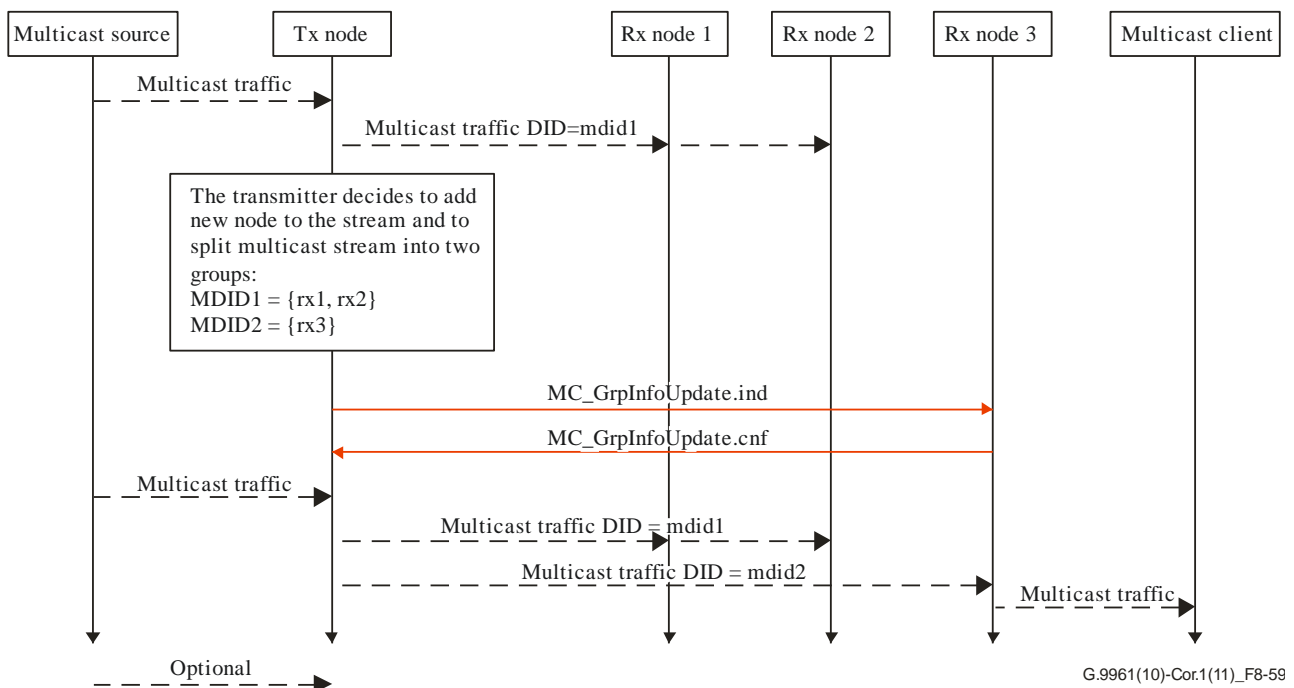 Multicast source
Tx node
Rx node 1
Rx node 2
Rx node 3
Multicast client
Multicast traffic
Multicast traffic DID=mdid1
The transmitter decides to add
new node to the stream and to
split multicast stream into two
groups:
MDID1 = {rx1, rx2}
MDID2 = {rx3}
MC_GrpInfoUpdate.ind
MC_GrpInfoUpdate.cnf
Multicast traffic
Multicast traffic DID = mdid1
Multicast traffic DID = mdid2
Multicast traffic
Optional
G.9961(10)-Cor.1(11)_F8-59